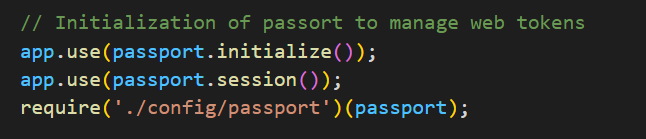 // Initialization of passort to manage web tokens
app.use(passport.initialize());
app.use(passport.session());
require('./config/passport')(passport);